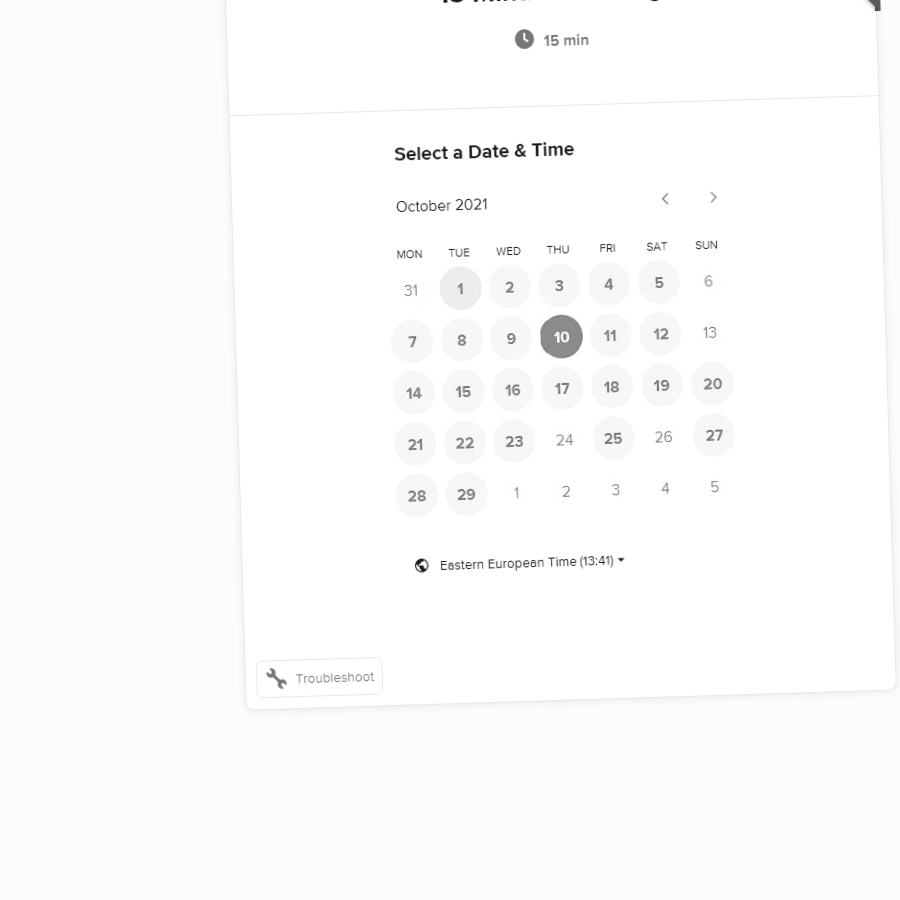 15 min
Select a Date & Time
October 2021
MON TUE WED THU FRI SAT SUN
31 1 2 3 4 5 6
7 8 9 10 11 12 13
14 15 16 17 18 19 20
21 22 23 24 25 26 27
28 29 1 2 3 4 5
Eastern European Time (13:41)
Troubleshoot